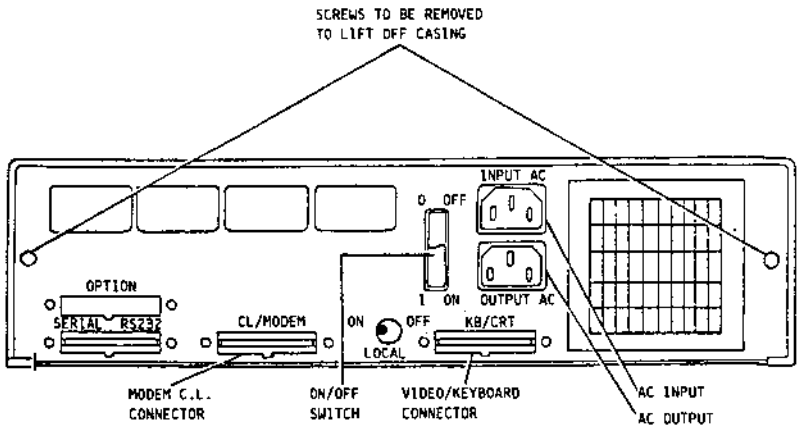 SCREWS TO BE REMOVED
TO LIFT OFF CASING
INPUT AC
0 OFF
1 ON
OUTPUT AC
OPTION
SERIAL RS232
CL/MODEM
ON OFF
LOCAL
KB/CRT
MODEM C.L.
CONNECTOR
ON/OFF
SWITCH
VIDEO/KEYBOARD
CONNECTOR
AC INPUT
AC OUTPUT